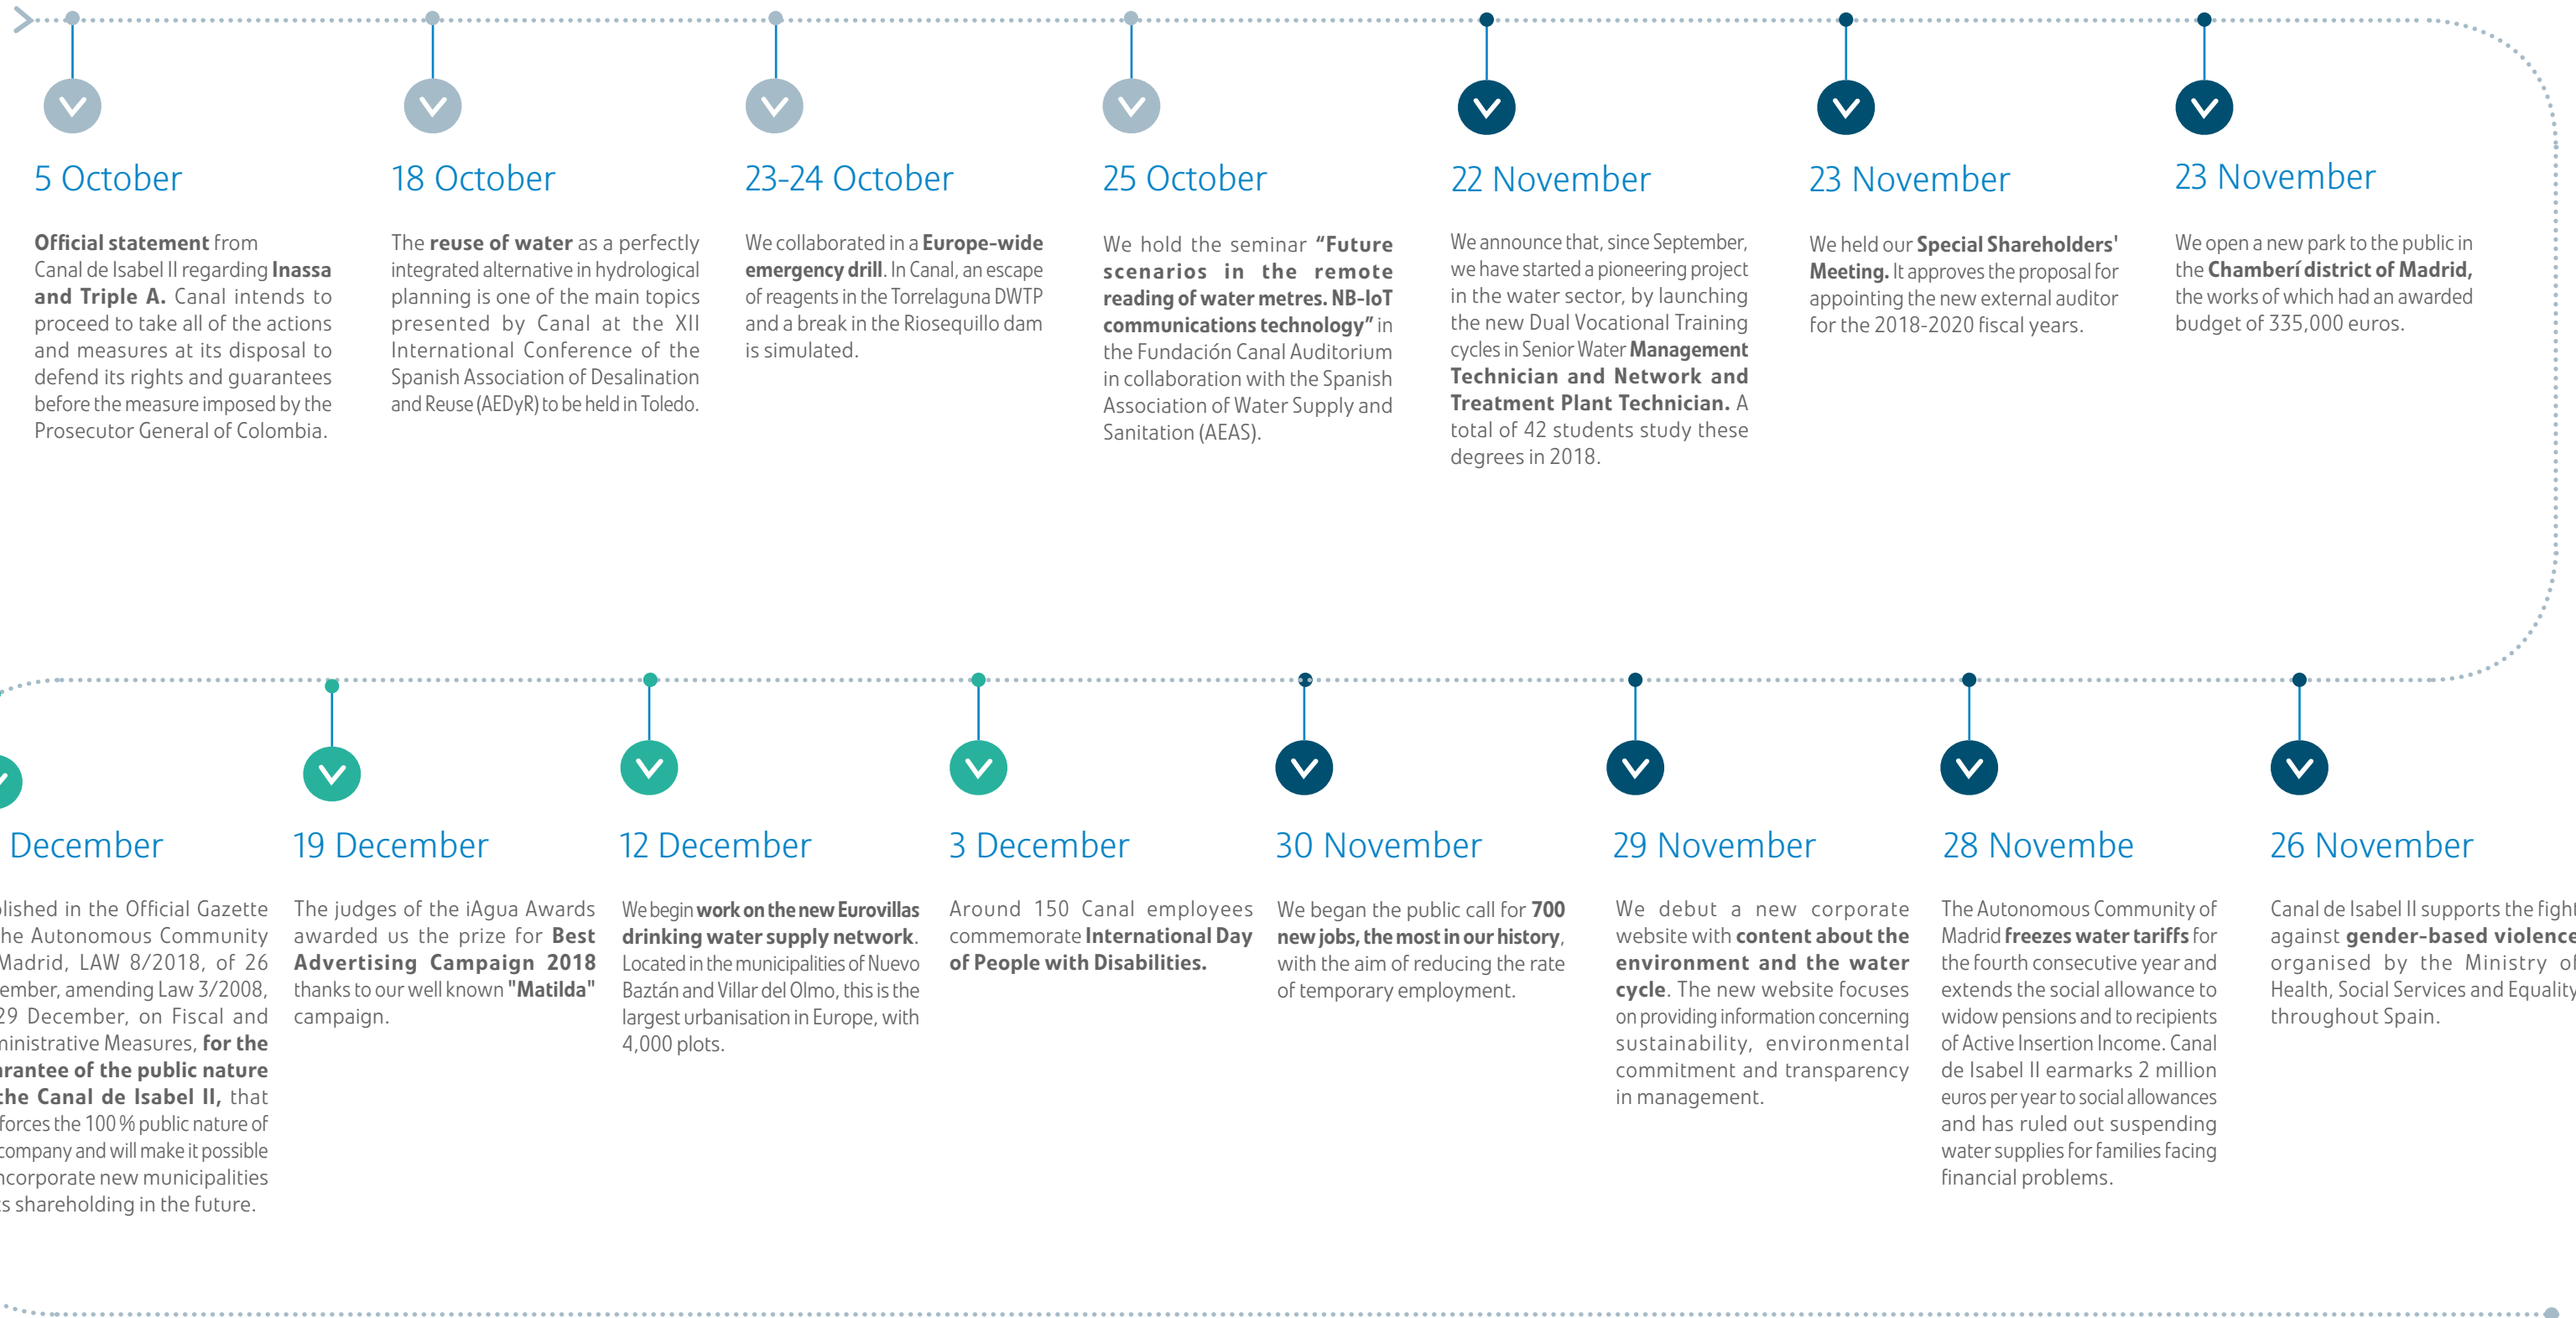 5 October
Official statement from
Canal de Isabel II regarding Inassa
and Triple A. Canal intends to
proceed to take all of the actions
and measures at its disposal to
defend its rights and guarantees
before the measure imposed by the
Prosecutor General of Colombia.
18 October
The reuse of water as a perfectly
integrated alternative in hydrological
planning is one of the main topics
presented by Canal at the XII
International Conference of the
Spanish Association of Desalination
and Reuse (AEDyR) to be held in Toledo.
23-24 October
We collaborated in a Europe-wide
emergency drill. In Canal, an escape
of reagents in the Torrelaguna DWTP
and a break in the Riosequillo dam
is simulated.
25 October
We hold the seminar “Future
scenarios in the remote
reading of water metres. NB-IoT
communications technology” in
the Fundación Canal Auditorium
in collaboration with the Spanish
Association of Water Supply and
Sanitation (AEAS).
22 November
We announce that, since September,
we have started a pioneering project
in the water sector, by launching
the new Dual Vocational Training
cycles in Senior Water Management
Technician and Network and
Treatment Plant Technician. A
total of 42 students study these
degrees in 2018.
23 November
We held our Special Shareholders'
Meeting. It approves the proposal for
appointing the new external auditor
for the 2018-2020 fiscal years.
23 November
We open a new park to the public in
the Chamberí district of Madrid,
the works of which had an awarded
budget of 335,000 euros.
December
lished in the Official Gazette
he Autonomous Community
Madrid, LAW 8/2018, of 26
ember, amending Law 3/2008,
29 December, on Fiscal and
ministrative Measures, for the
arantee of the public nature
the Canal de Isabel II, that
forces the 100 % public nature of
company and will make it possible
ncorporate new municipalities
ts shareholding in the future.
19 December
The judges of the iAgua Awards
awarded us the prize for Best
Advertising Campaign 2018
thanks to our well known "Matilda"
campaign.
12 December
We begin work on the new Eurovillas
drinking water supply network.
Located in the municipalities of Nuevo
Baztán and Villar del Olmo, this is the
largest urbanisation in Europe, with
4,000 plots.
3 December
Around 150 Canal employees
commemorate International Day
of People with Disabilities.
30 November
We began the public call for 700
new jobs, the most in our history,
with the aim of reducing the rate
of temporary employment.
29 November
We debut a new corporate
website with content about the
environment and the water
cycle. The new website focuses
on providing information concerning
sustainability, environmental
commitment and transparency
in management.
28 Novembe
The Autonomous Community of
Madrid freezes water tariffs for
the fourth consecutive year and
extends the social allowance to
widow pensions and to recipients
of Active Insertion Income. Canal
de Isabel II earmarks 2 million
euros per year to social allowances
and has ruled out suspending
water supplies for families facing
financial problems.
26 November
Canal de Isabel II supports the fight
against gender-based violence
organised by the Ministry of
Health, Social Services and Equality
throughout Spain.